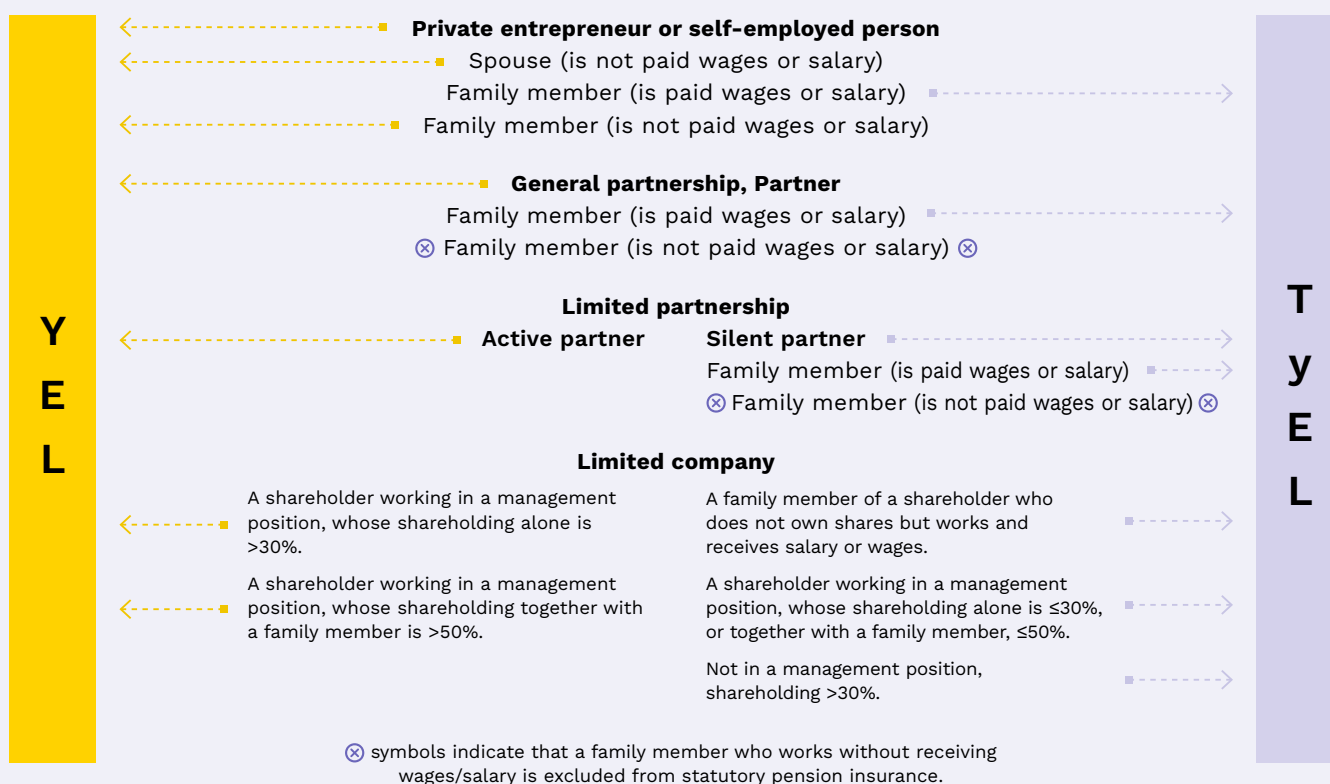 Private entrepreneur or self-employed person
Spouse (is not paid wages or salary)
Family member (is paid wages or salary)
Family member (is not paid wages or salary)
General partnership, Partner
Family member (is paid wages or salary)
Family member (is not paid wages or salary)
Limited partnership
Active partner
Silent partner
Family member (is paid wages or salary)
Family member (is not paid wages or salary)
Limited company
A shareholder working in a management
position, whose shareholding alone is
>30%.
A shareholder working in a management
position, whose shareholding together with
a family member is >50%.
A family member of a shareholder who
does not own shares but works and
receives salary or wages.
A shareholder working in a management
position, whose shareholding alone is ≤30%,
or together with a family member, ≤50%.
Not in a management position,
shareholding >30%.
symbols indicate that a family member who works without receiving
wages/salary is excluded from statutory pension insurance.
YEL
TyEL